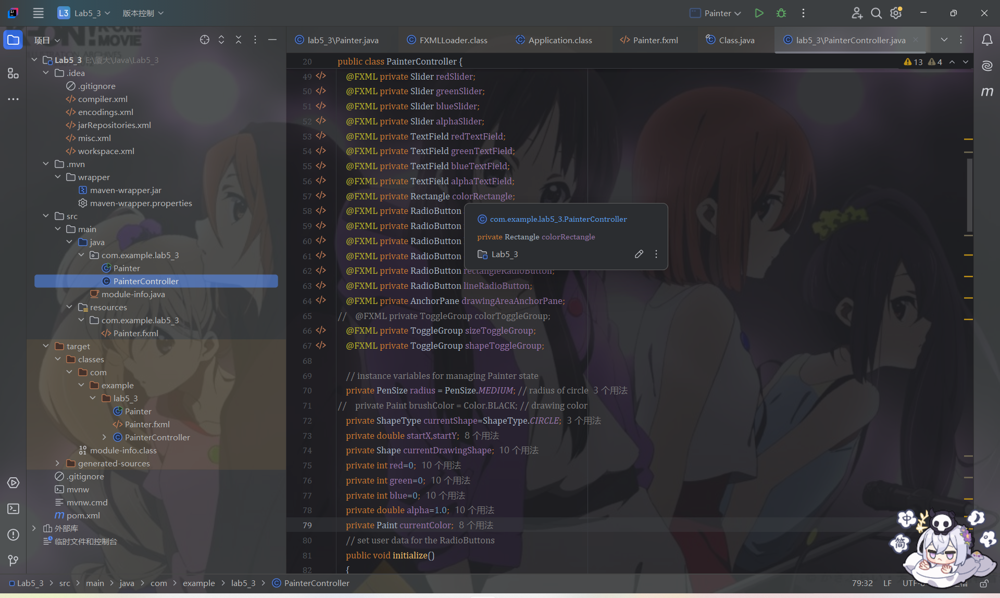 L3 Lab5_3 版本控制 Painter
项目
lab5_3\Painter.java FXMLLoader.class Application.class Painter.fxml Class.java lab5_3\PainterController.java
Lab5_3 E:\厦大\Java\Lab5_3
.idea
.gitignore
compiler.xml
encodings.xml
jarRepositories.xml
misc.xml
workspace.xml
.mvn
wrapper
maven-wrapper.jar
maven-wrapper.properties
src
main
java
com.example.lab5_3
Painter
PainterController
module-info.java
resources
com.example.lab5_3
Painter.fxml
target
classes
com
example
lab5_3
Painter
Painter.fxml
PainterController
module-info.class
generated-sources
.gitignore
mvnw
mvnw.cmd
pom.xml
外部库
临时文件和控制台
20 public class PainterController {
13 4
49 @FXML private Slider redSlider;
50 @FXML private Slider greenSlider;
51 @FXML private Slider blueSlider;
52 @FXML private Slider alphaSlider;
53 @FXML private TextField redTextField;
54 @FXML private TextField greenTextField;
55 @FXML private TextField blueTextField;
56 @FXML private TextField alphaTextField;
57 @FXML private Rectangle colorRectangle;
58 @FXML private RadioButton
59 @FXML private RadioButton
60 @FXML private RadioButton
61 @FXML private RadioButton
62 @FXML private RadioButton rectangleRadioButton;
63 @FXML private RadioButton lineRadioButton;
64 @FXML private AnchorPane drawingAreaAnchorPane;
65 // @FXML private ToggleGroup colorToggleGroup;
66 @FXML private ToggleGroup sizeToggleGroup;
67 @FXML private ToggleGroup shapeToggleGroup;
68
69 // instance variables for managing Painter state
70 private PenSize radius = PenSize.MEDIUM; // radius of circle 3 个用法
71 // private Paint brushColor = Color.BLACK; // drawing color
72 private ShapeType currentShape=ShapeType.CIRCLE; 3 个用法
73 private double startX,startY; 8 个用法
74 private Shape currentDrawingShape; 10 个用法
75 private int red=0; 10 个用法
76 private int green=0; 10 个用法
77 private int blue=0; 10 个用法
78 private double alpha=1.0; 10 个用法
79 private Paint currentColor; 8 个用法
80 // set user data for the RadioButtons
81 public void initialize()
82 {
com.example.lab5_3.PainterController
private Rectangle colorRectangle
Lab5_3
中
简
Lab5_3 > src > main > java > com > example > lab5_3 > PainterController
79:32 LF